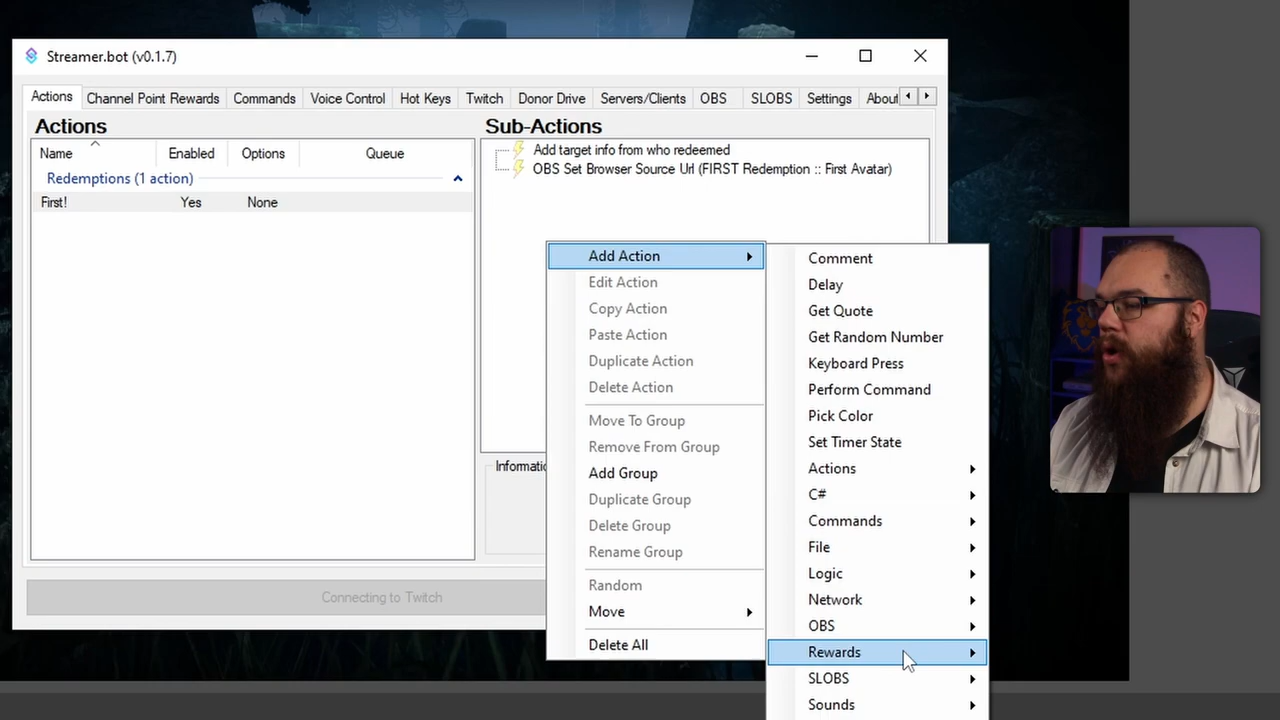 Streamer.bot (v0.1.7)
Actions
Channel Point Rewards
Commands
Voice Control
Hot Keys
Twitch
Donor Drive
Servers/Clients
OBS
SLOBS
Settings
About
Actions
Name
Enabled
Options
Queue
Redemptions (1 action)
First!
Yes
None
Sub-Actions
Add target info from who redeemed
OBS Set Browser Source Url (FIRST Redemption :: First Avatar)
Connecting to Twitch
Add Action
Edit Action
Copy Action
Paste Action
Duplicate Action
Delete Action
Move To Group
Remove From Group
Add Group
Duplicate Group
Delete Group
Rename Group
Random
Move
Delete All
Comment
Delay
Get Quote
Get Random Number
Keyboard Press
Perform Command
Pick Color
Set Timer State
Actions
C#
Commands
File
Logic
Network
OBS
Rewards
SLOBS
Sounds